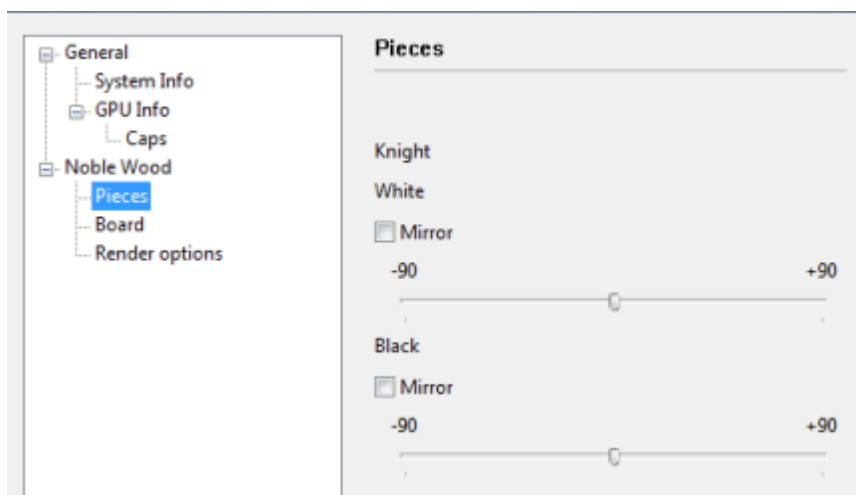 General
System Info
GPU Info
Caps
Noble Wood
Pieces
Board
Render options
Pieces
Knight
White
Mirror
-90 +90
Black
Mirror
-90 +90